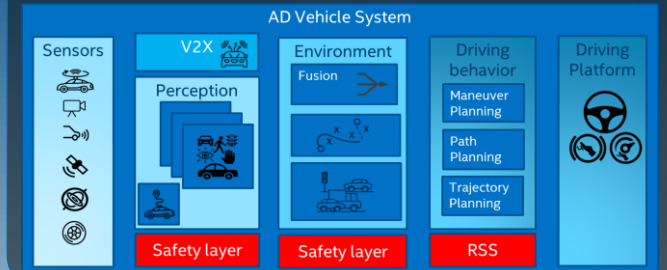 AD Vehicle System
Sensors
V2X
Perception
Safety layer
Environment
Fusion
X
X
X
X
Safety layer
Driving
behavior
Maneuver
Planning
Path
Planning
Trajectory
Planning
RSS
Driving
Platform